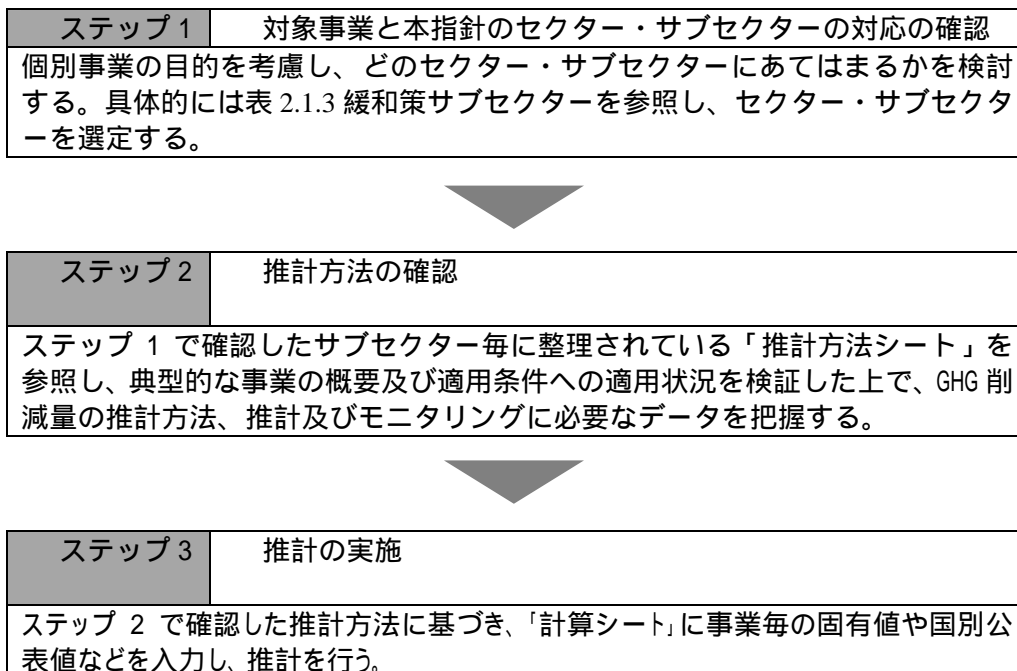 ステップ 1 対象事業と本指針のセクター・サブセクターの対応の確認
個別事業の目的を考慮し、どのセクター・サブセクターにあてはまるかを検討
する。具体的には表 2.1.3 緩和策サブセクターを参照し、セクター・サブセクタ
ーを選定する。
ステップ 2 推計方法の確認
ステップ 1 で確認したサブセクター毎に整理されている「推計方法シート」を
参照し、典型的な事業の概要及び適用条件への適用状況を検証した上で、GHG 削
減量の推計方法、推計及びモニタリングに必要なデータを把握する。
ステップ 3 推計の実施
ステップ 2 で確認した推計方法に基づき、「計算シート」に事業毎の固有値や国別公
表値などを入力し、推計を行う。